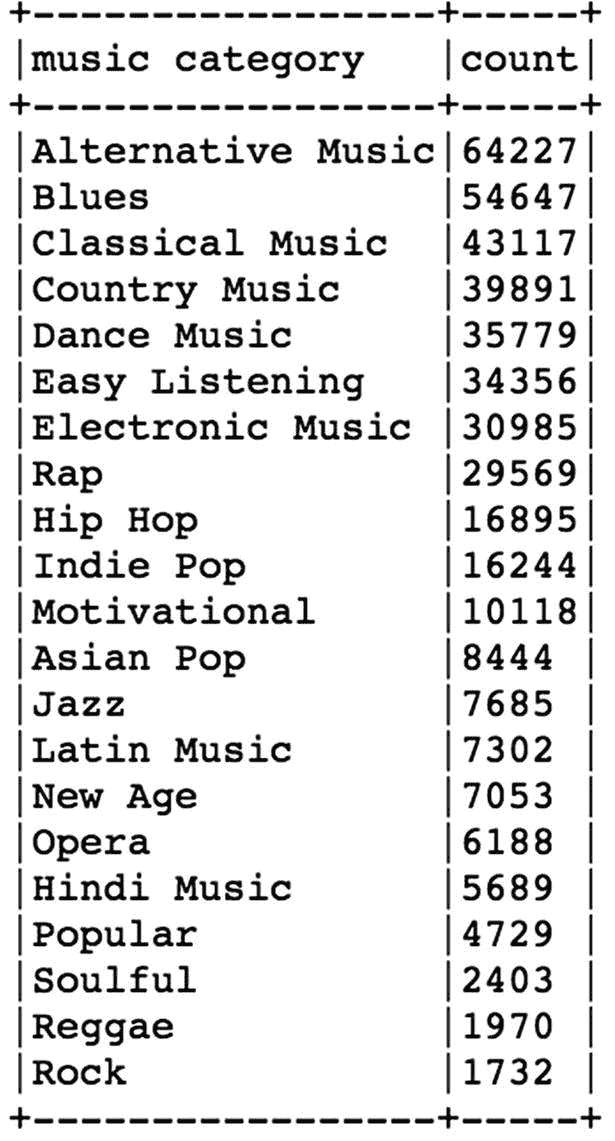 +-----------------+-----+
|music category   |count|
+-----------------+-----+
|Alternative Music|64227|
|Blues            |54647|
|Classical Music  |43117|
|Country Music    |39891|
|Dance Music      |35779|
|Easy Listening   |34356|
|Electronic Music |30985|
|Rap              |29569|
|Hip Hop          |16895|
|Indie Pop        |16244|
|Motivational     |10118|
|Asian Pop        |8444 |
|Jazz             |7685 |
|Latin Music      |7302 |
|New Age          |7053 |
|Opera            |6188 |
|Hindi Music      |5689 |
|Popular          |4729 |
|Soulful          |2403 |
|Reggae           |1970 |
|Rock             |1732 |
+-----------------+-----+